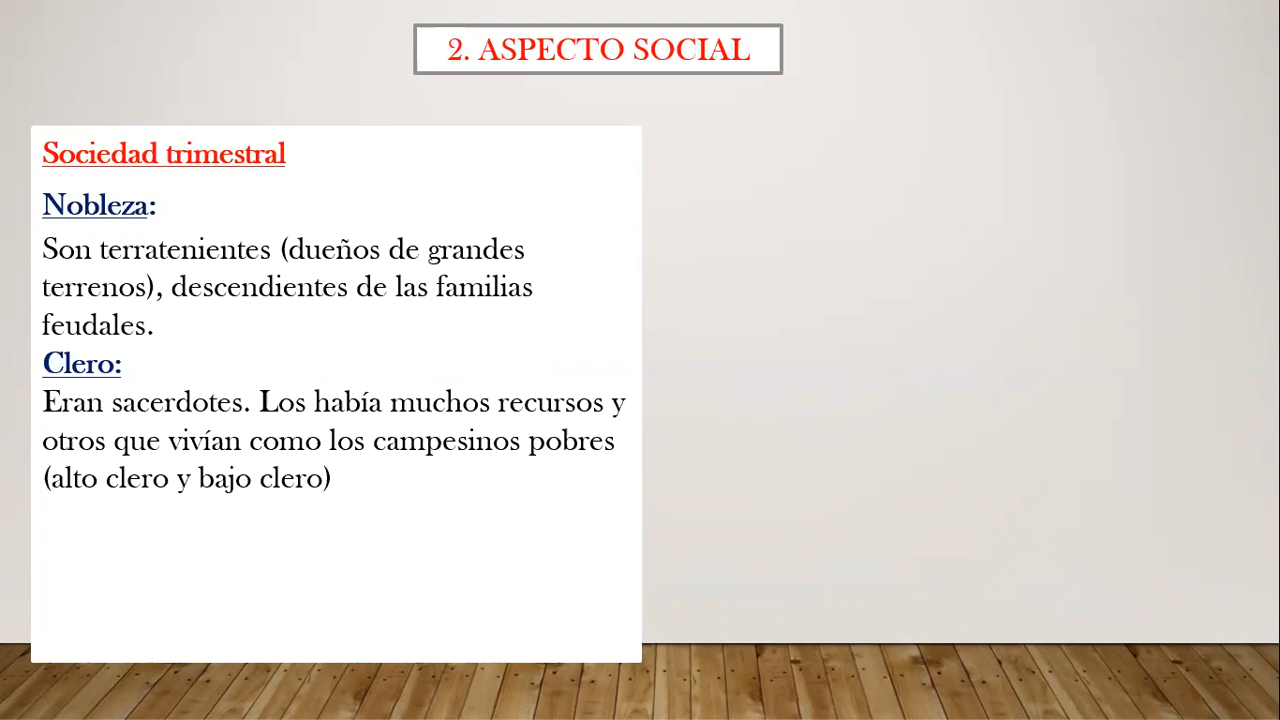 2. ASPECTO SOCIAL
Sociedad trimestral
Nobleza:
Son terratenientes (dueños de grandes
terrenos), descendientes de las familias
feudales.
Clero:
Eran sacerdotes. Los había muchos recursos y
otros que vivían como los campesinos pobres
(alto clero y bajo clero)